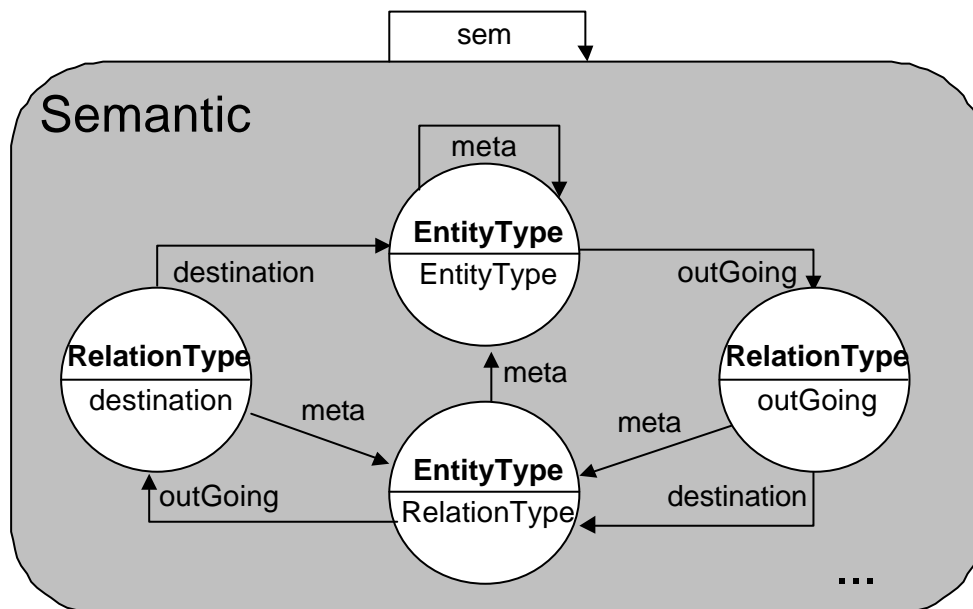 sem
Semantic
meta
EntityType
EntityType
destination
outGoing
RelationType
destination
RelationType
outGoing
meta
meta
meta
EntityType
RelationType
outGoing
destination
...